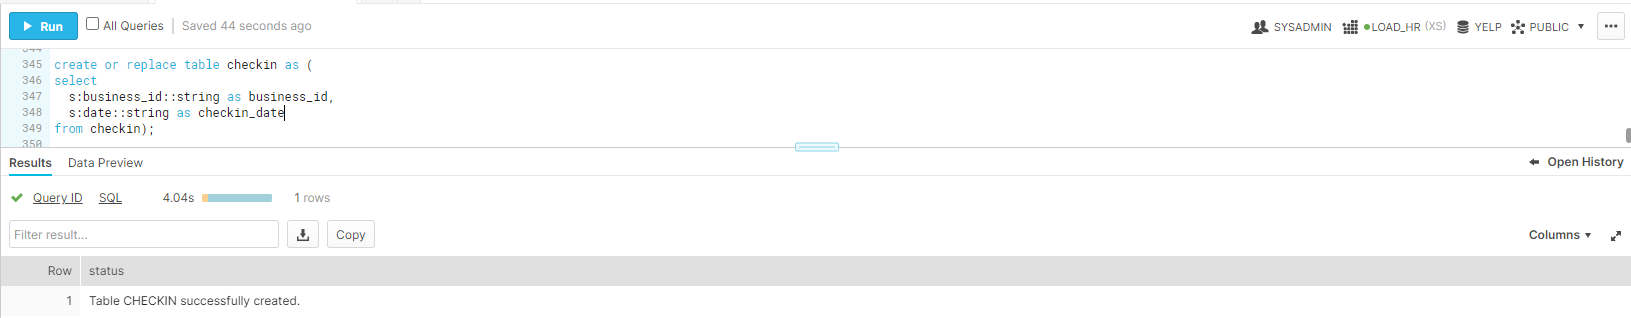 Run All Queries Saved 44 seconds ago SYSADMIN LOAD_HR (XS) YELP PUBLIC
344
345 create or replace table checkin as (
346 select
347 s:business_id::string as business_id,
348 s:date::string as checkin_date
349 from checkin);
350
Results Data Preview Open History
Query ID SQL 4.04s 1 rows
Filter result... Copy Columns
Row status
1 Table CHECKIN successfully created.